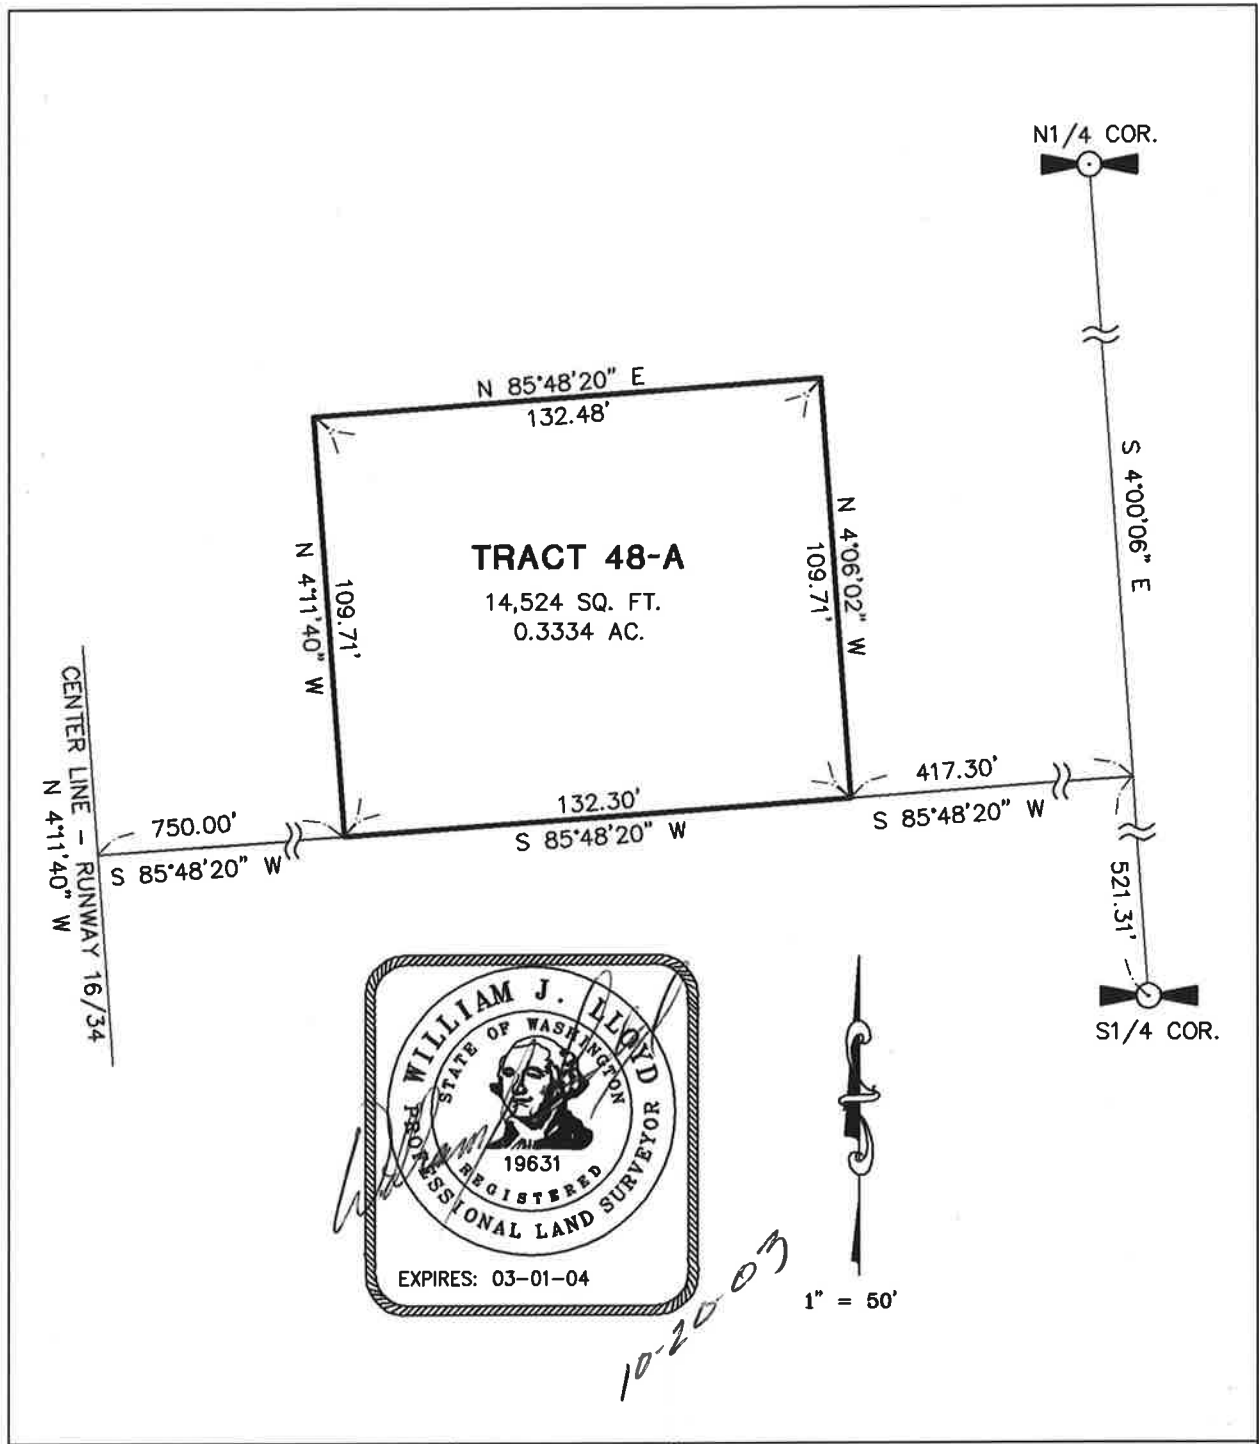 N1/4 COR.
N 85°48'20" E
132.48'
S 4°00'06" E
N 4°11'40" W
109.71'
TRACT 48-A
14,524 SQ. FT.
0.3334 AC.
N 4°06'02" W
109.71'
CENTER LINE - RUNWAY 16/34
N 4°11'40" W
750.00'
S 85°48'20" W
132.30'
S 85°48'20" W
417.30'
S 85°48'20" W
521.31'
S1/4 COR.
WILLIAM J. LLOYD
STATE OF WASHINGTON
19631
REGISTERED
PROFESSIONAL LAND SURVEYOR
EXPIRES: 03-01-04
10-20-03
1" = 50'